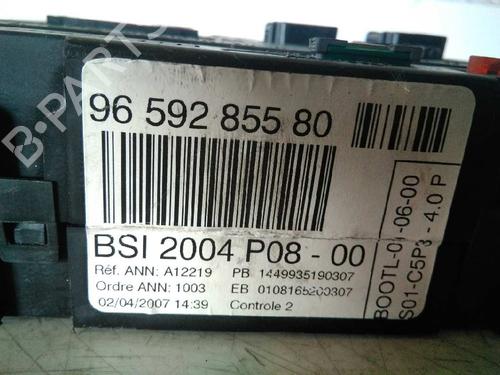 B-PARTS
96 592 855 80
BSI 2004 P08 - 00
Réf. ANN: A12219 PB 1449935190307
Ordre ANN: 1003 EB 0108165200307
02/04/2007 14:39 Controle 2
BOOTL-04-06-00
S01-C5P3 - 4.0 P